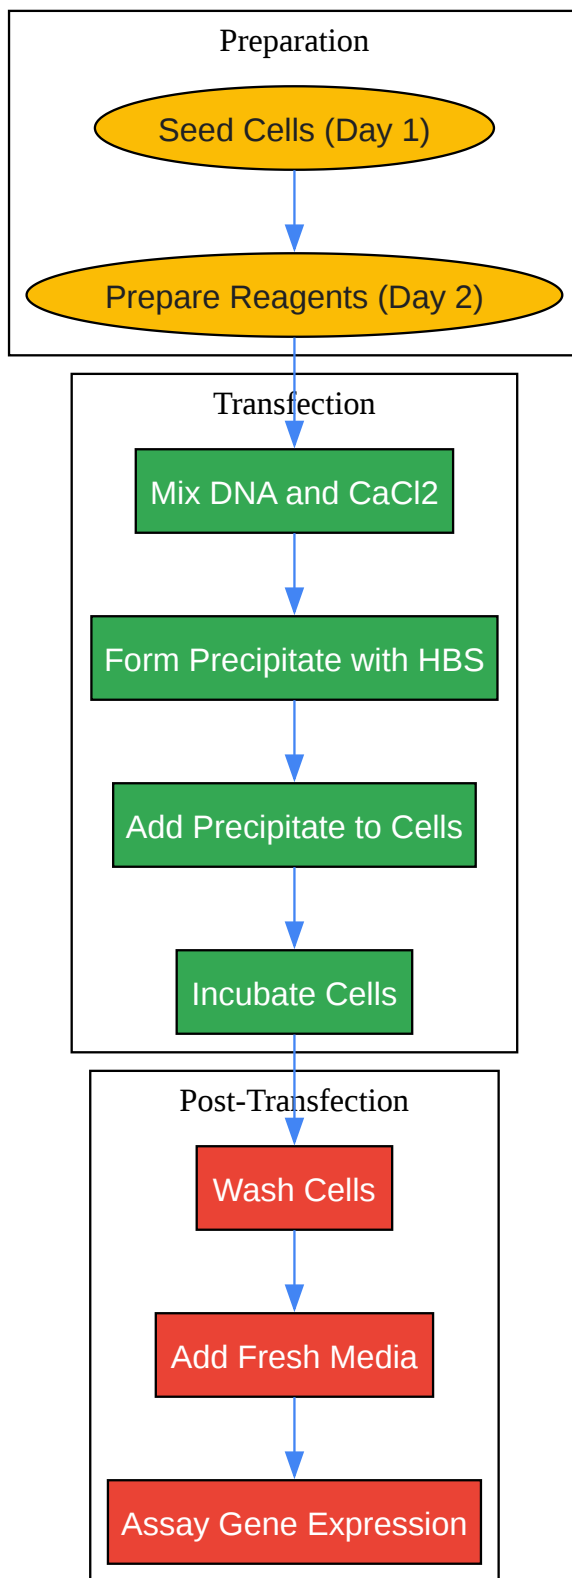 Preparation
Seed Cells (Day 1)
Prepare Reagents (Day 2)
Transfection
Mix DNA and CaCl2
Form Precipitate with HBS
Add Precipitate to Cells
Incubate Cells
Post-Transfection
Wash Cells
Add Fresh Media
Assay Gene Expression